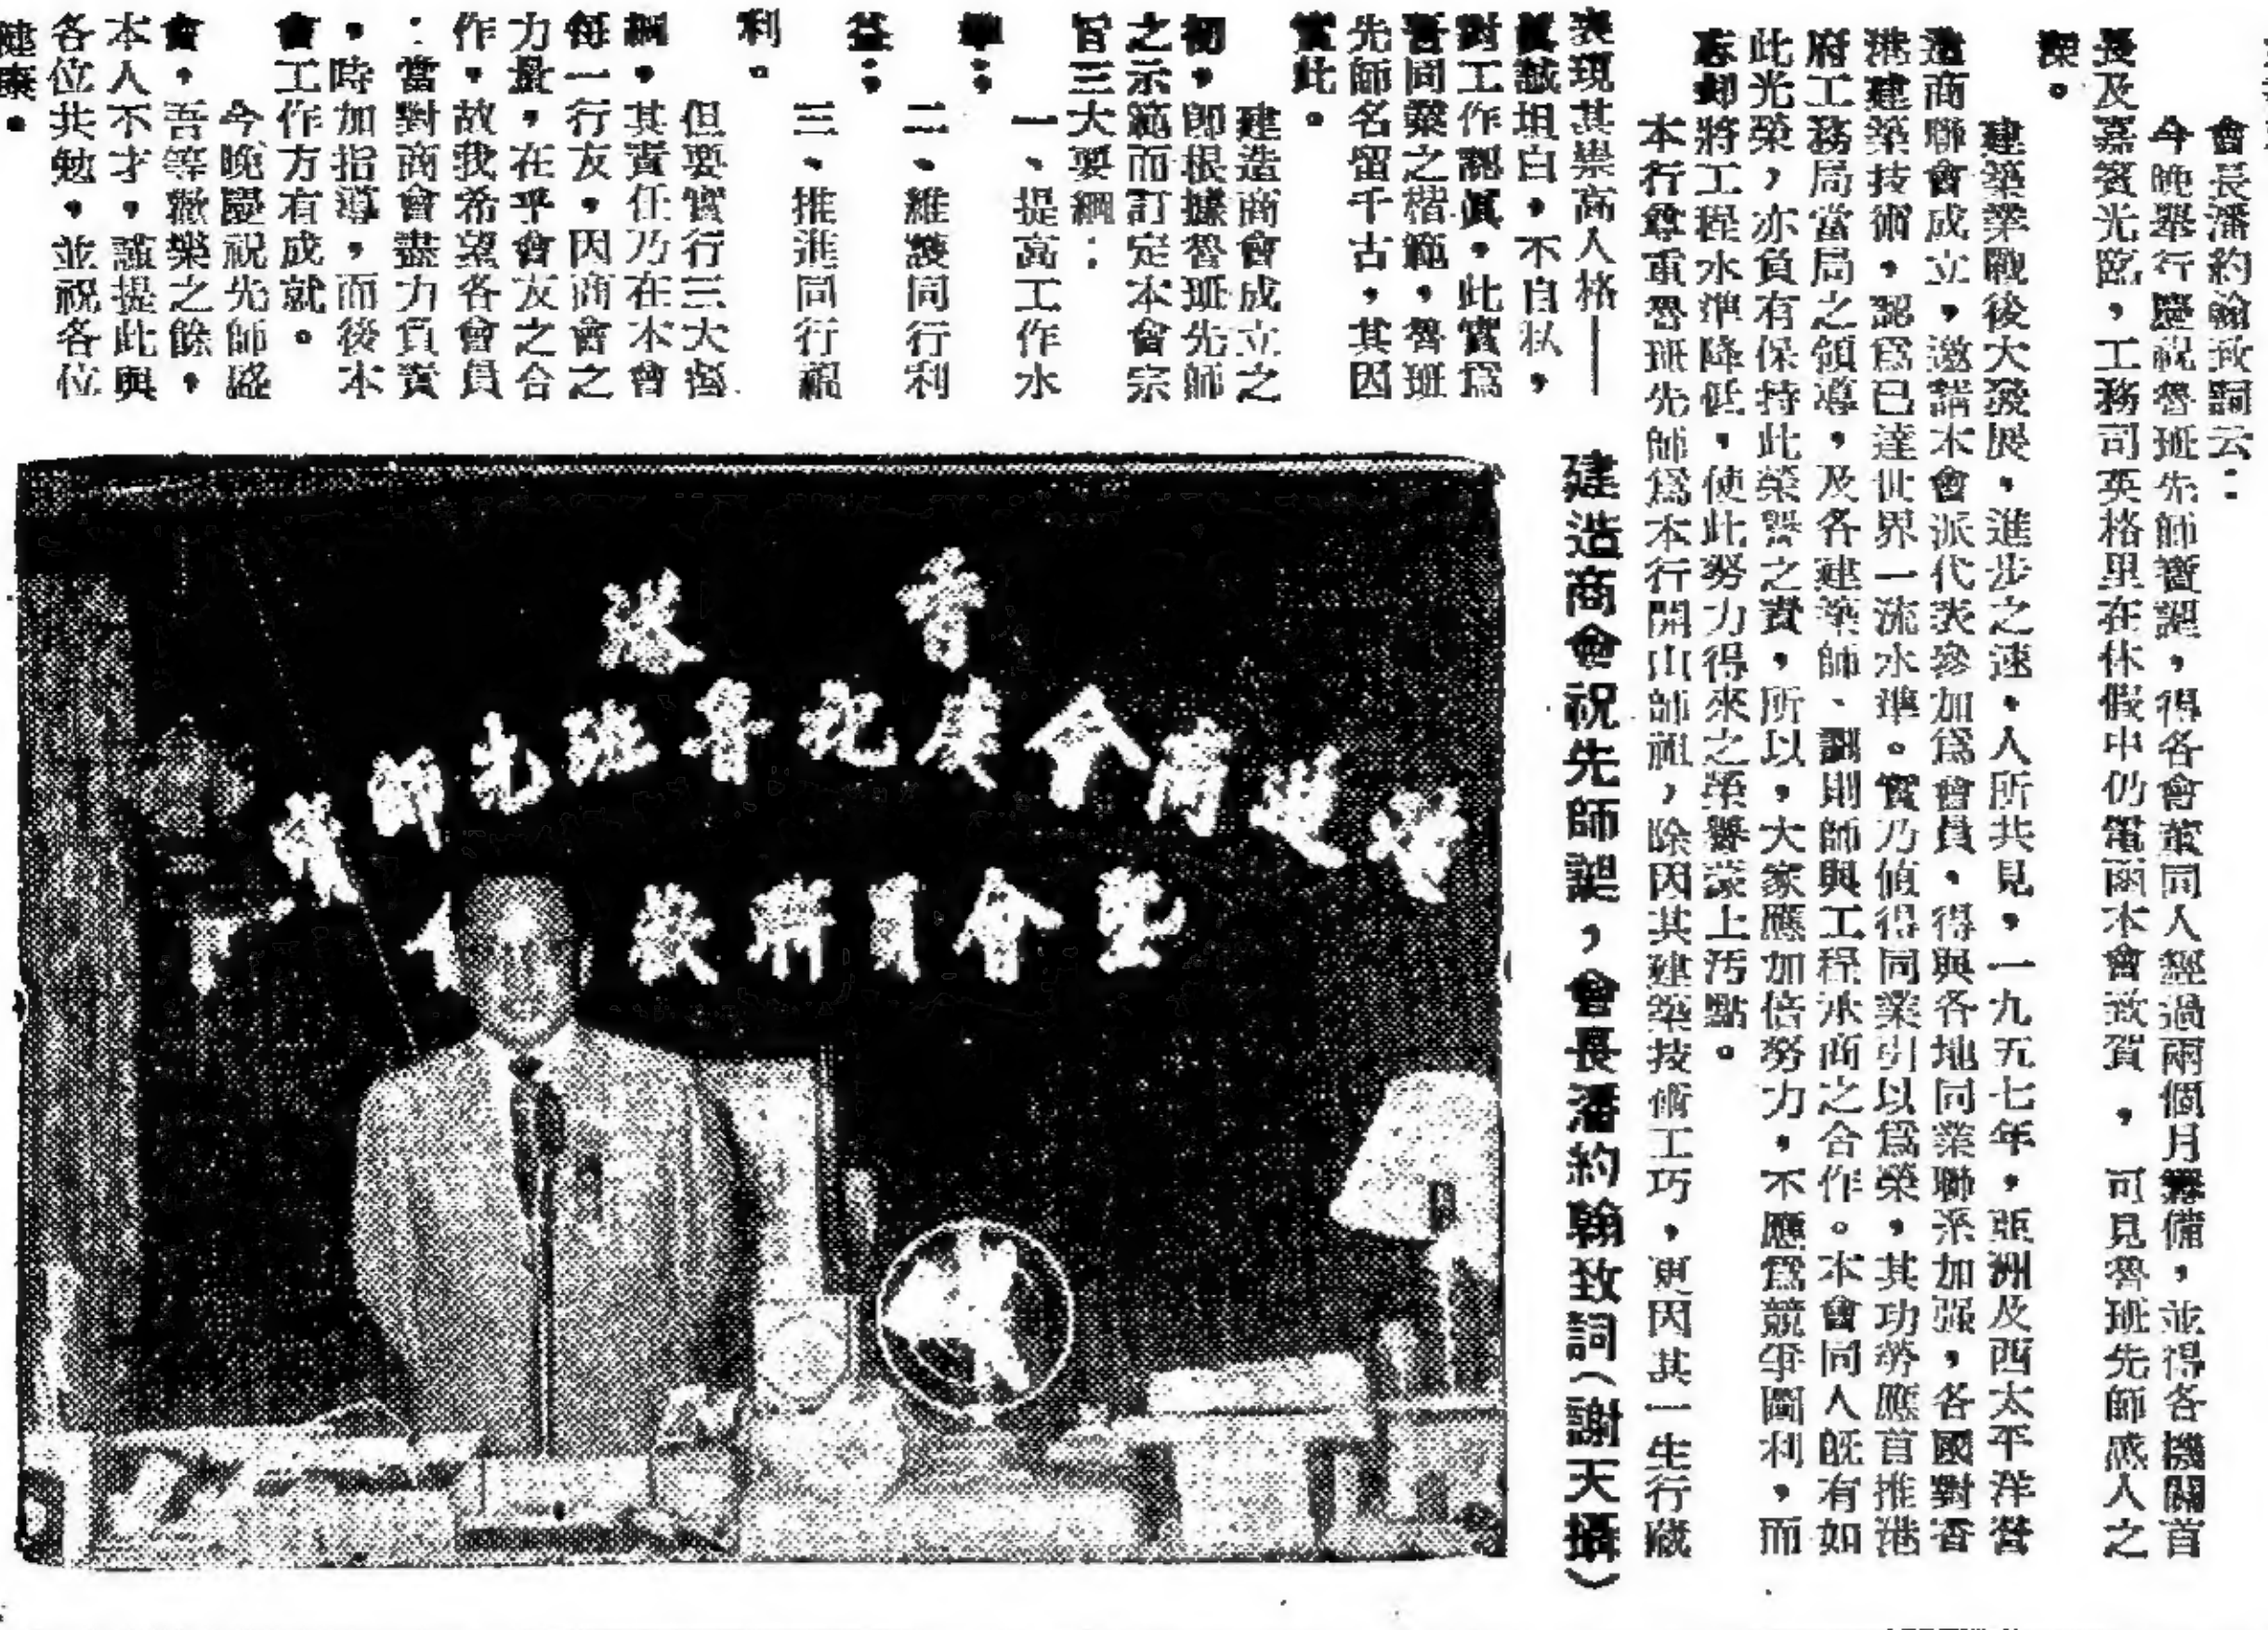 會長潘約翰致詞云：
今晚舉行慶祝魯班先師寶誕，得各會董同人經過兩個月籌備，並得各機關首
長及嘉賓光臨，工務司英格里在休假中仍電函本會致賀，可見魯班先師感人之
深。
建築業戰後大發展，進步之速，人所共見，一九五七年，亞洲及西太平洋營
造商聯會成立，邀請本會派代表參加爲會員，得與各地同業聯系加强，各國對香
港建築技術，認爲已達世界一流水準。實乃值得同業引以爲榮，其功勞應首推港
府工務局當局之領導，及各建築師、劃則師與工程承商之合作。本會同人旣有如
此光榮，亦負有保持此榮譽之責，所以，大家應加倍努力，不應爲競爭圖利，而
忘却將工程水準降低，使此努力得來之榮譽蒙上污點。
本行尊重魯班先師爲本行開山師祖，除因其建築技術工巧，更因其一生行藏
表現其崇高人格——
眞誠坦白，不自私，
對工作認眞，此實爲
吾同業之楷範，魯班
先師名留千古，其因
實此。
建造商會成立之
初，卽根據魯班先師
之示範而訂定本會宗
旨三大要綱：
一、提高工作水
準；
二、維護同行利
益；
三、推進同行福
利。
但要實行三大要
綱，其責任乃在本會
每一行友，因商會之
力量，在乎會友之合
作，故我希望各會員
：當對商會盡力負責
，時加指導，而後本
會工作方有成就。
今晚慶祝先師盛
會，吾等歡樂之餘，
本人不才，謹提此與
各位共勉，並祝各位
健康。
建造商會祝先師誕，會長潘約翰致詞（謝天攝）
香港
建造商會慶祝魯班先師寶
暨會員聯歡